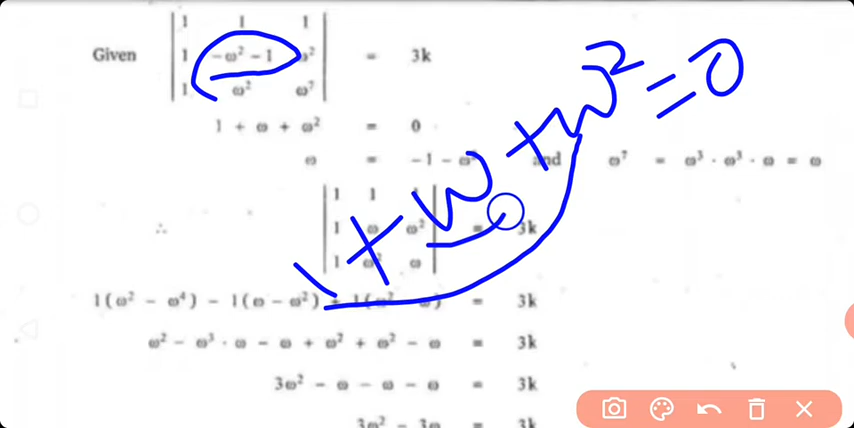 1 1 1
Given 1 -ω² - 1 ω² = 3k
1 ω² ω⁷
1 + ω + ω² = 0
1 + w + w² = 0
ω = -1 - ω² and ω⁷ = ω³ · ω³ · ω = ω
1 1 1
∴ 1 ω ω² = 3k
1 ω² ω
1(ω² - ω⁴) - 1(ω - ω²) + 1(ω² - ω) = 3k
ω² - ω³ · ω - ω + ω² + ω² - ω = 3k
3ω² - ω - ω - ω = 3k
3ω² - 3ω = 3k